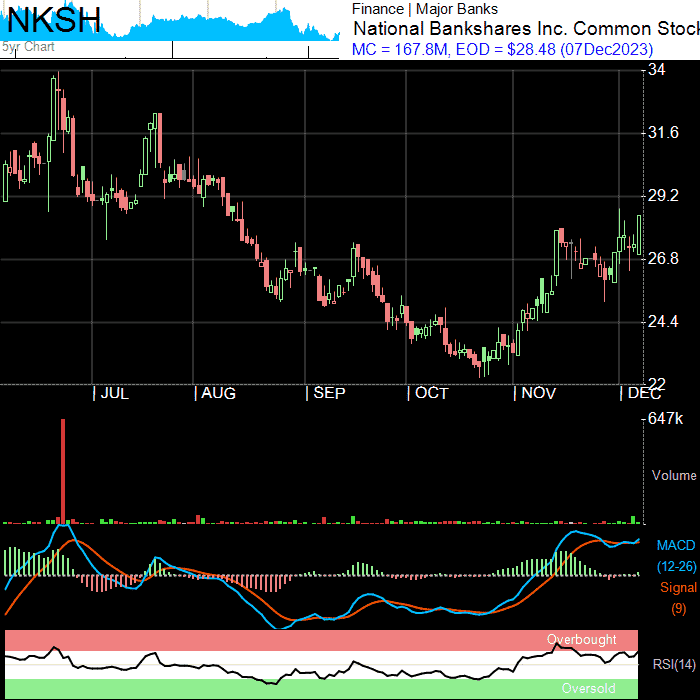 NKSH
5yr Chart
Finance | Major Banks
National Bankshares Inc. Common Stoc
MC = 167.8M, EOD = $28.48 (07Dec2023)
34
31.6
29.2
26.8
24.4
22
JUL AUG SEP OCT NOV DEC
647k
Volume
MACD
(12-26)
Signal
(9)
Overbought
RSI(14)
Oversold